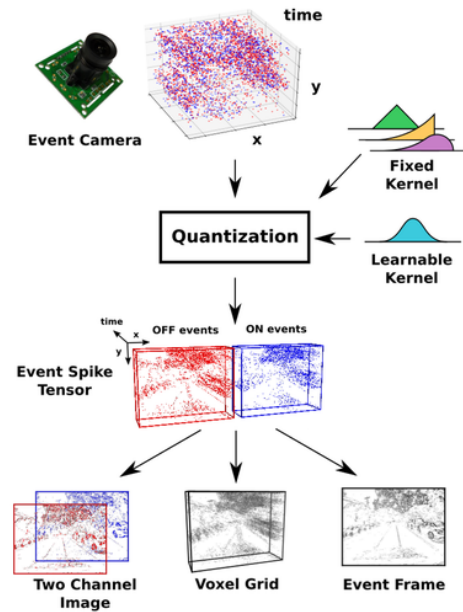 time
y
x
Event Camera
Fixed
Kernel
Quantization
Learnable
Kernel
time
x
y
OFF events
ON events
Event Spike
Tensor
Two Channel
Image
Voxel Grid
Event Frame